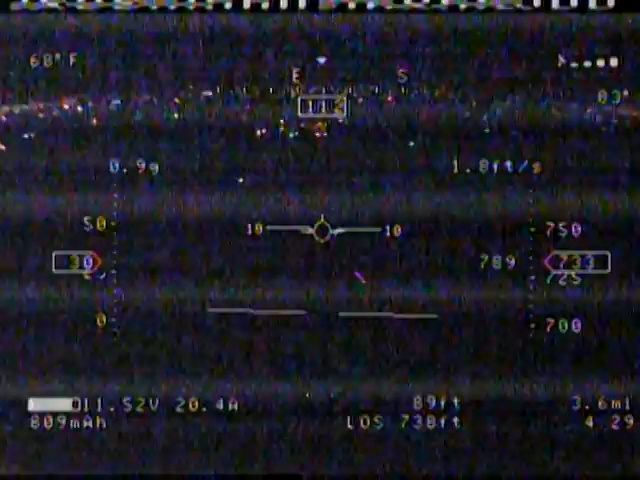 60°F
E S
83°
0.9g 1.8ft/s
50 10 10 750
30 789 733
725
0 700
11.52V 20.4A 89ft 3.6mi
809mAh LOS 738ft 4.29